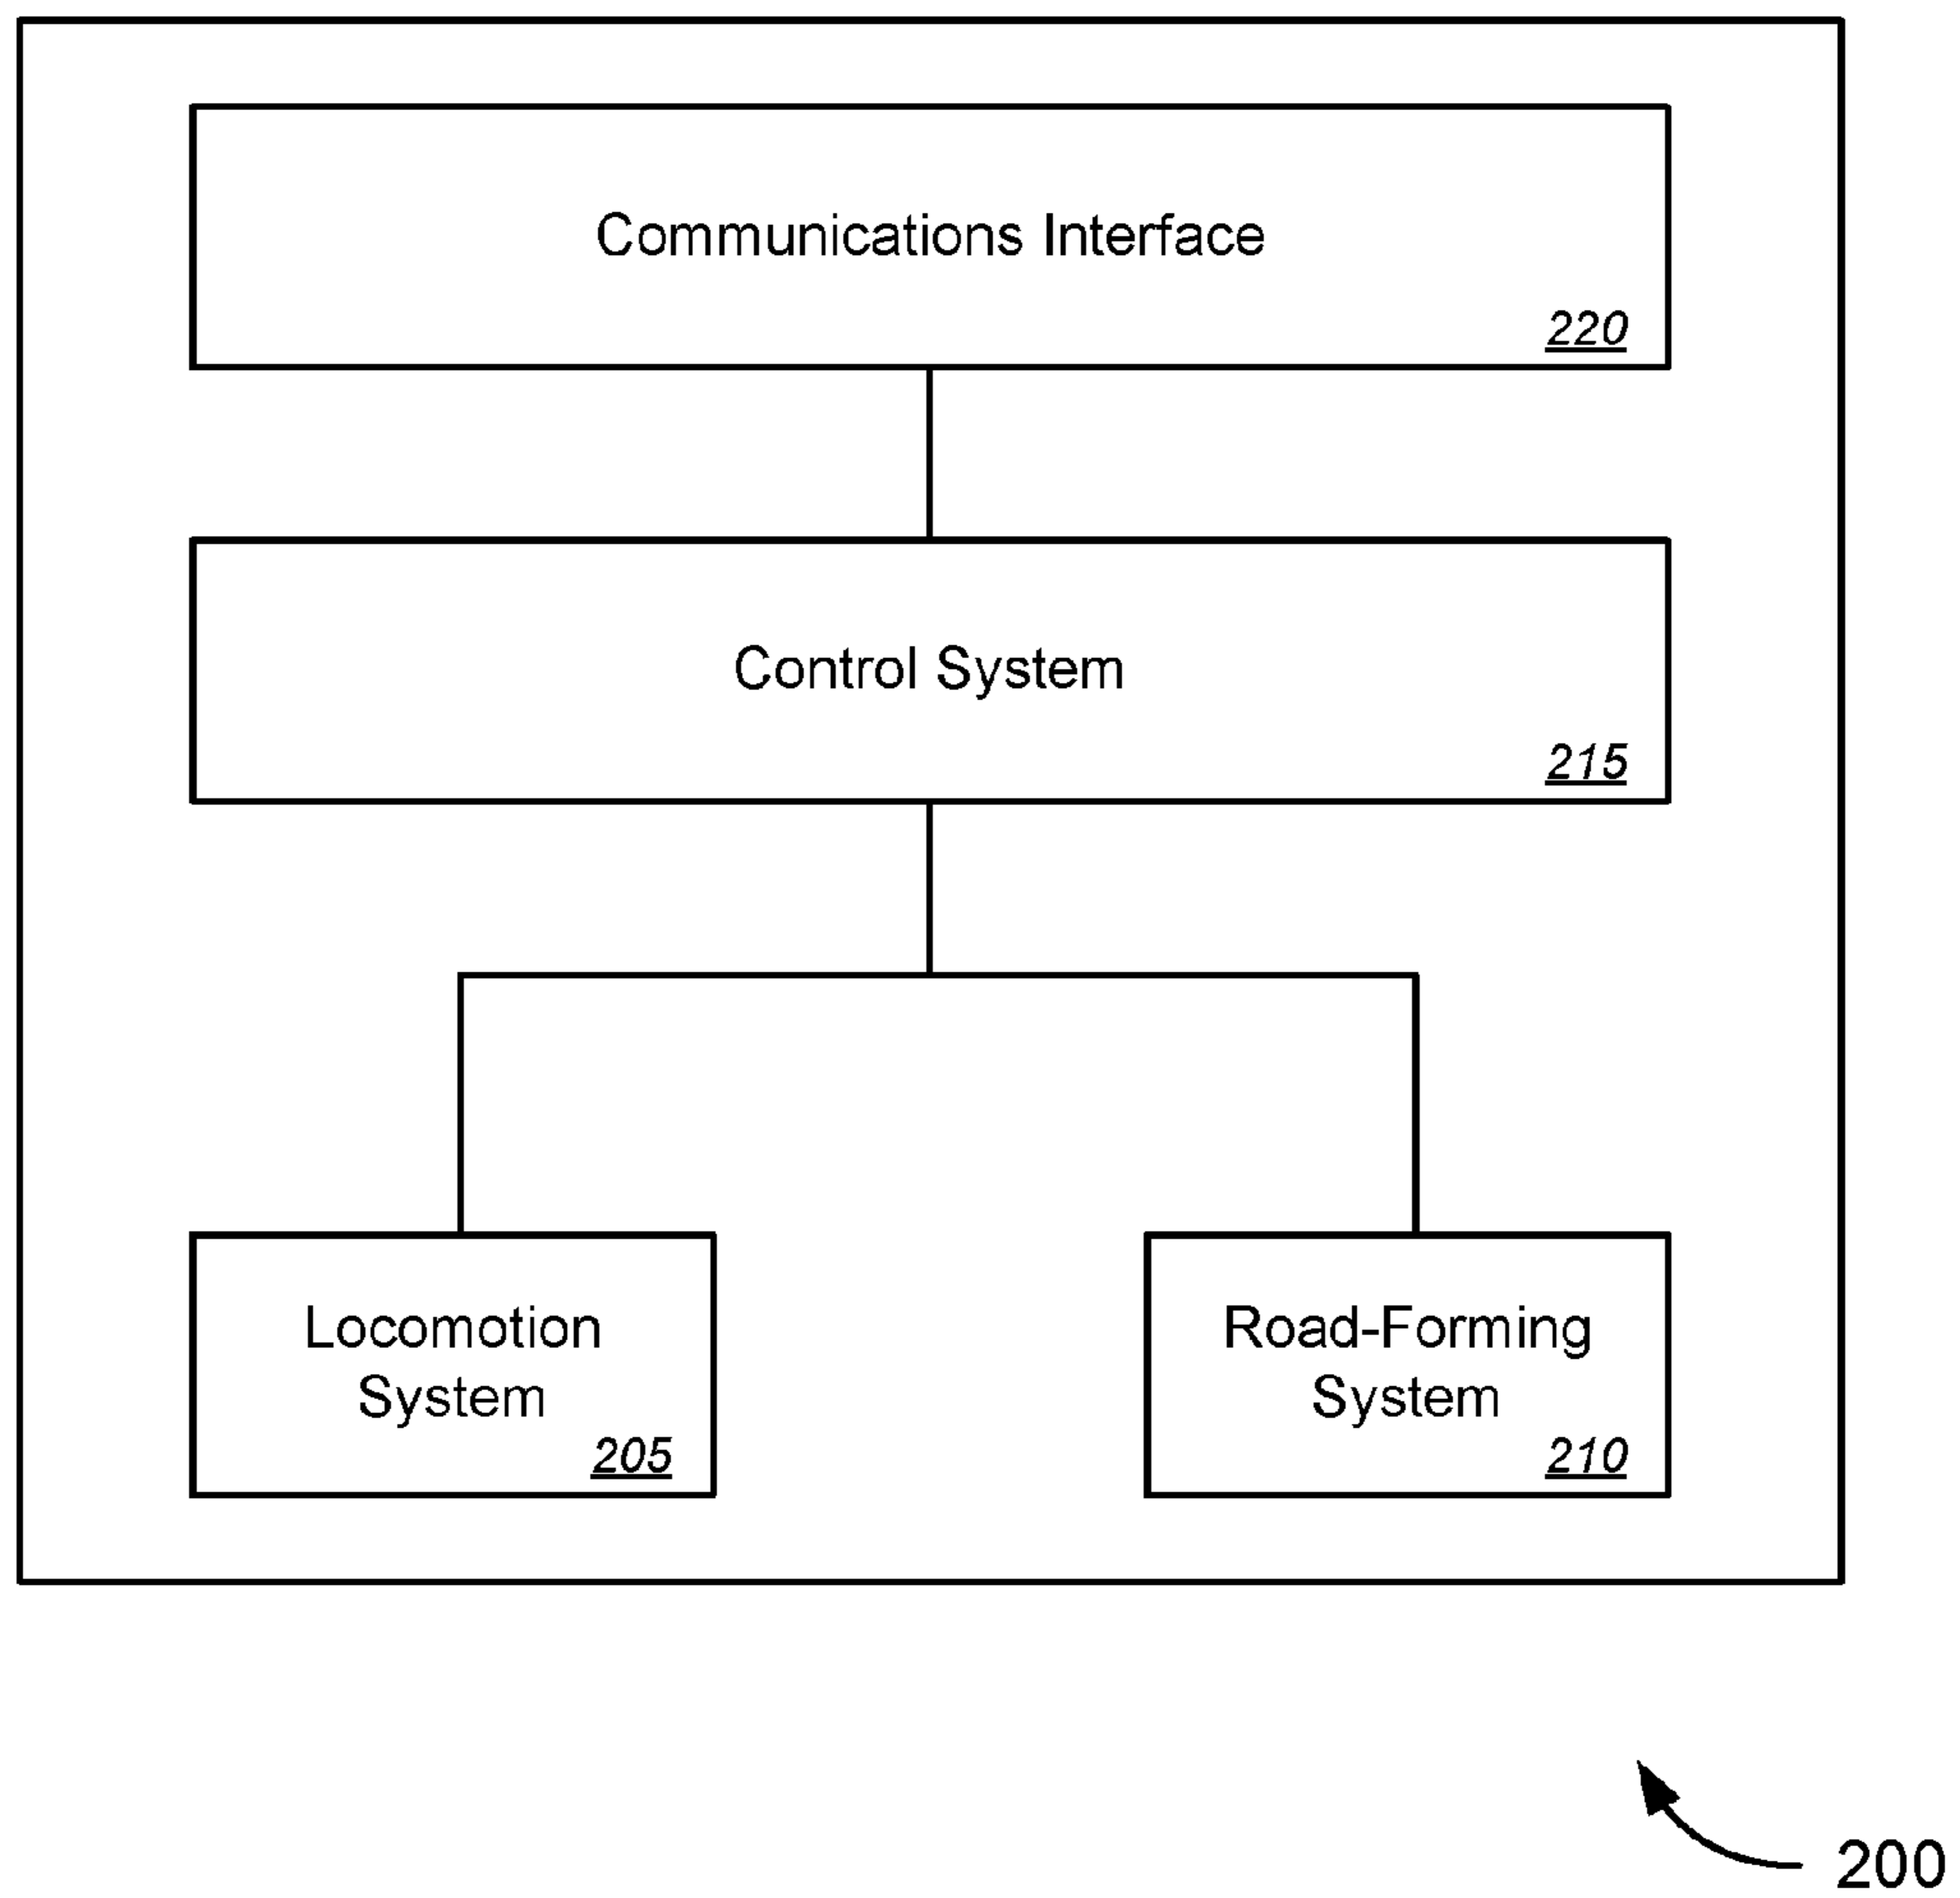 Communications Interface
220
Control System
215
Locomotion
System
205
Road-Forming
System
210
200